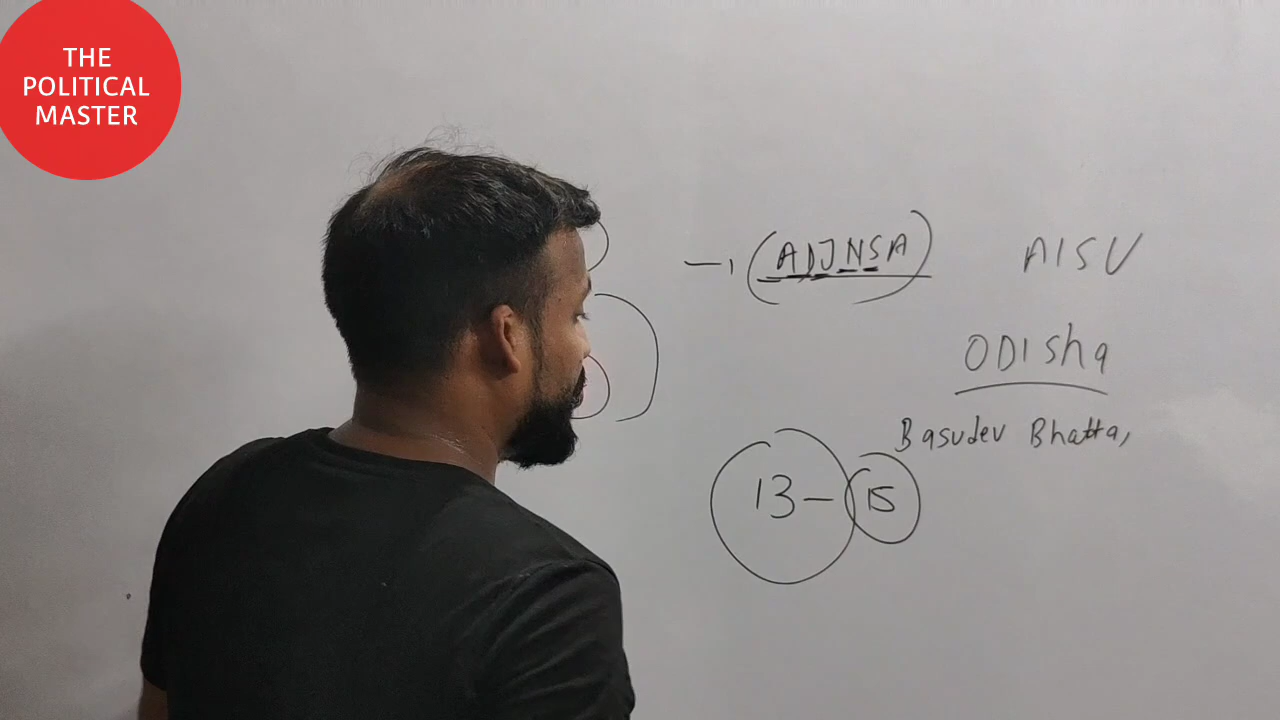 THE
POLITICAL
MASTER
(ADJNSA) AISU
ODISha
Basudev Bhatta,
13 - 15